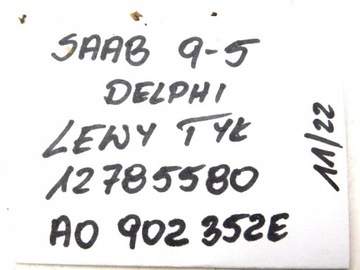 SAAB 9-5
DELPHI
LEWY TYŁ
12785580
AO 902352E
11/22